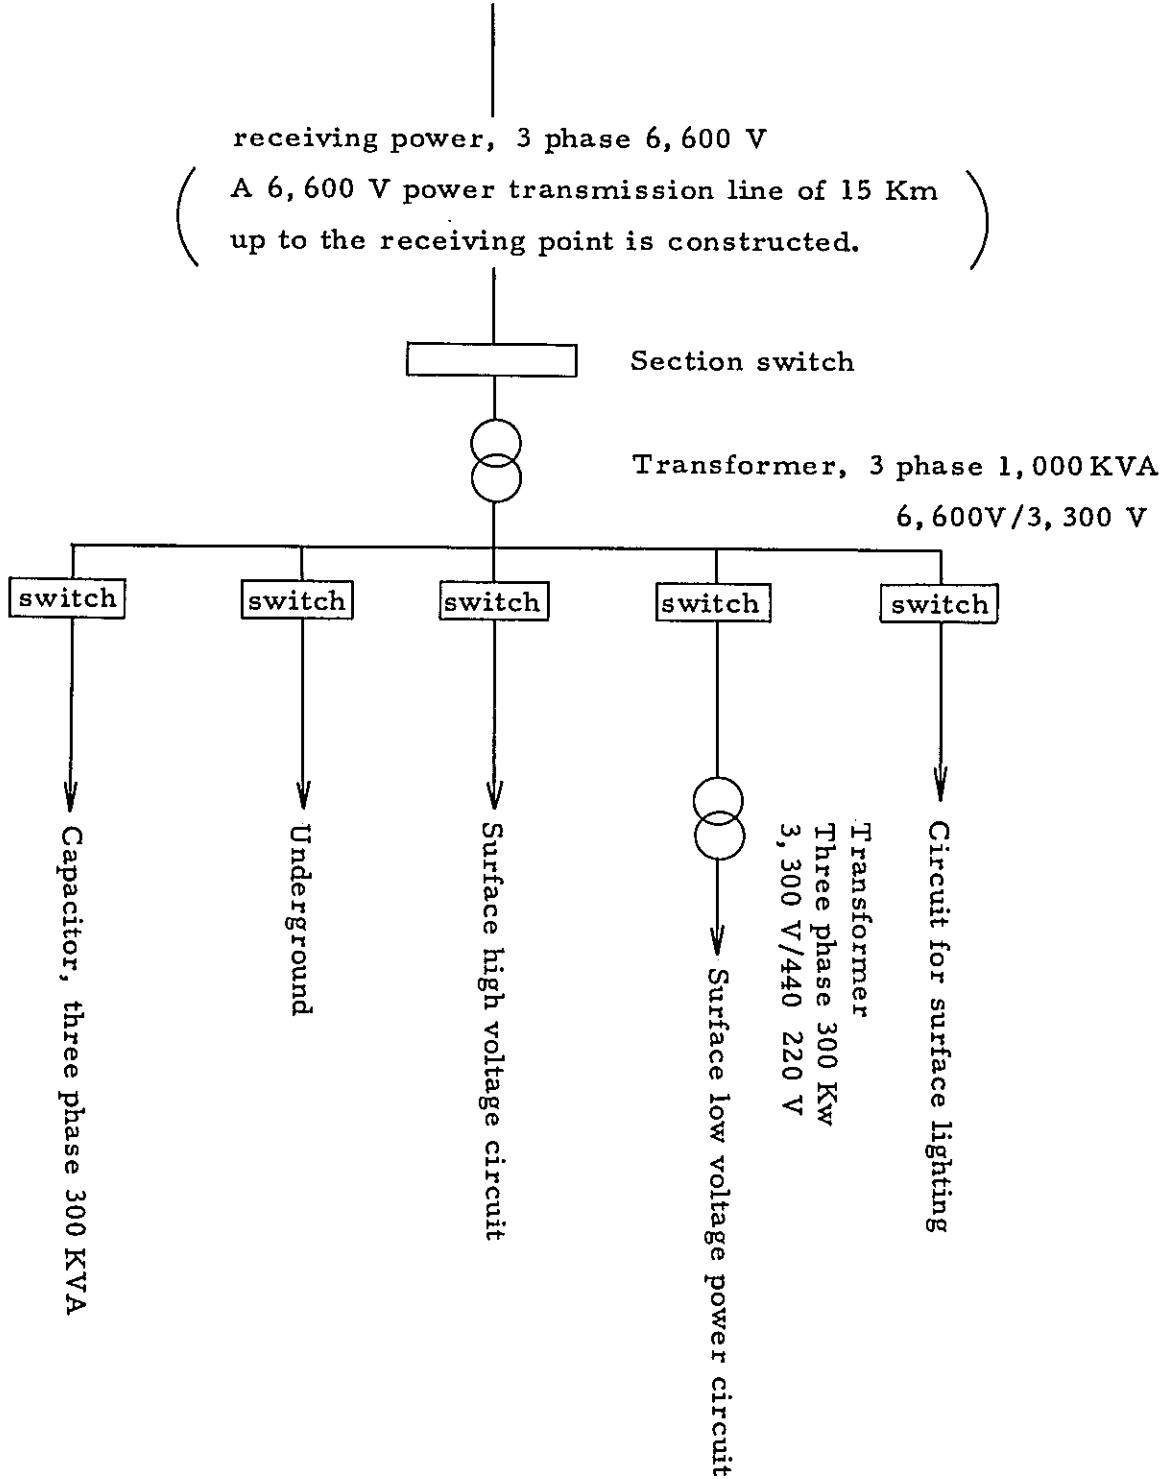 receiving power, 3 phase 6,600 V
A 6,600 V power transmission line of 15 Km
up to the receiving point is constructed.
Section switch
Transformer, 3 phase 1,000 KVA
6,600V/3,300 V
switch
switch
switch
switch
switch
Capacitor, three phase 300 KVA
Underground
Surface high voltage circuit
Surface low voltage power circuit
Transformer
Three phase 300 Kw
3,300 V/440 220 V
Circuit for surface lighting